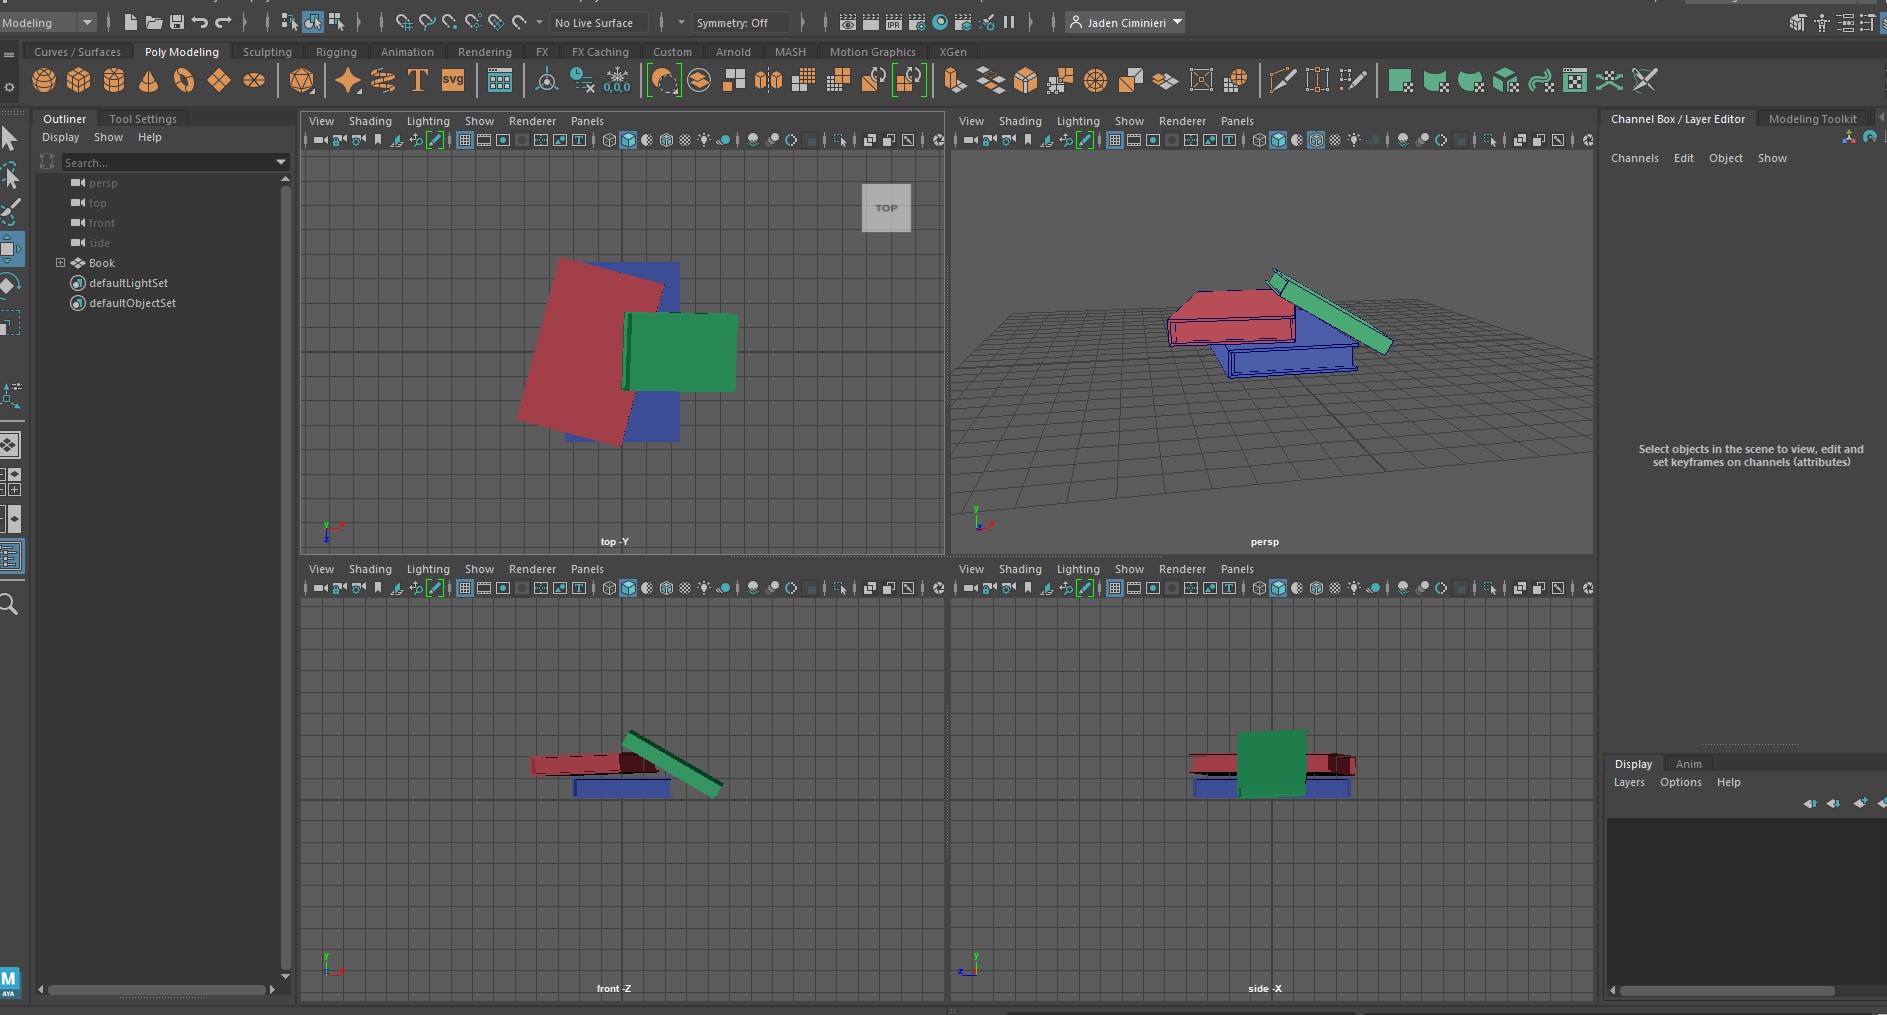 Modeling No Live Surface Symmetry: Off Jaden Ciminieri
Curves / Surfaces Poly Modeling Sculpting Rigging Animation Rendering FX FX Caching Custom Arnold MASH Motion Graphics XGen
T SVG 0,0,0 IPR
Outliner Tool Settings
Display Show Help
Search...
persp
top
front
side
Book
defaultLightSet
defaultObjectSet
View Shading Lighting Show Renderer Panels
TOP
y x z
top -Y
View Shading Lighting Show Renderer Panels
y x z
persp
View Shading Lighting Show Renderer Panels
y x
front -Z
View Shading Lighting Show Renderer Panels
y z
side -X
Channel Box / Layer Editor Modeling Toolkit
Channels Edit Object Show
Select objects in the scene to view, edit and
set keyframes on channels (attributes)
Display Anim
Layers Options Help
M
AYA